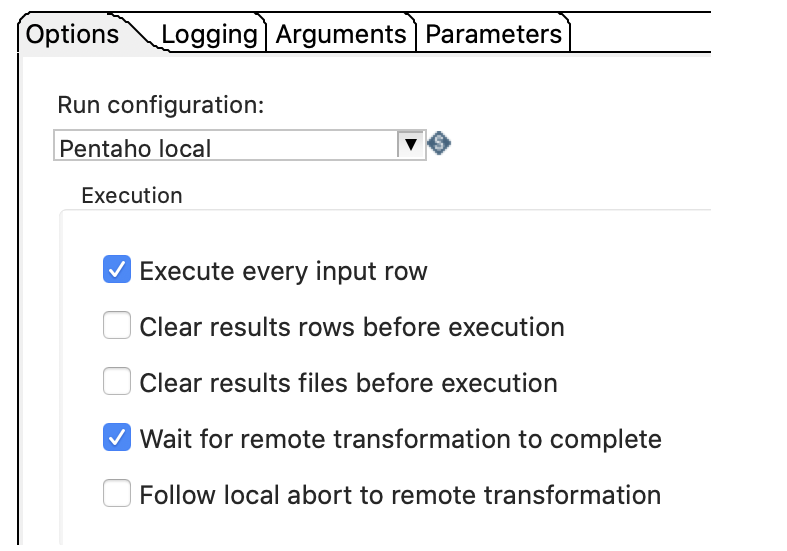 Options Logging Arguments Parameters
Run configuration:
Pentaho local
Execution
Execute every input row
Clear results rows before execution
Clear results files before execution
Wait for remote transformation to complete
Follow local abort to remote transformation